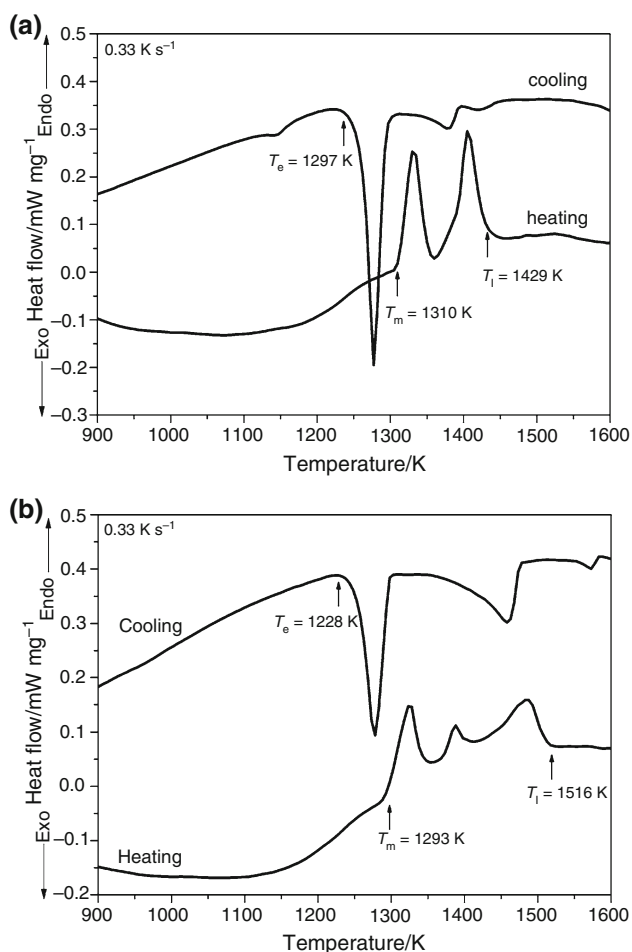 (a)
0.33 K s⁻¹
0.5
0.4
0.3
0.2
0.1
0.0
−0.1
−0.2
−0.3
Exo Heat flow/mW mg⁻¹ Endo
cooling
Tₑ = 1297 K
heating
Tₗ = 1429 K
Tₘ = 1310 K
900 1000 1100 1200 1300 1400 1500 1600
Temperature/K
(b)
0.33 K s⁻¹
0.5
0.4
0.3
0.2
0.1
0.0
−0.1
−0.2
Exo Heat flow/mW mg⁻¹ Endo
Cooling
Tₑ = 1228 K
Tₗ = 1516 K
Tₘ = 1293 K
Heating
900 1000 1100 1200 1300 1400 1500 1600
Temperature/K